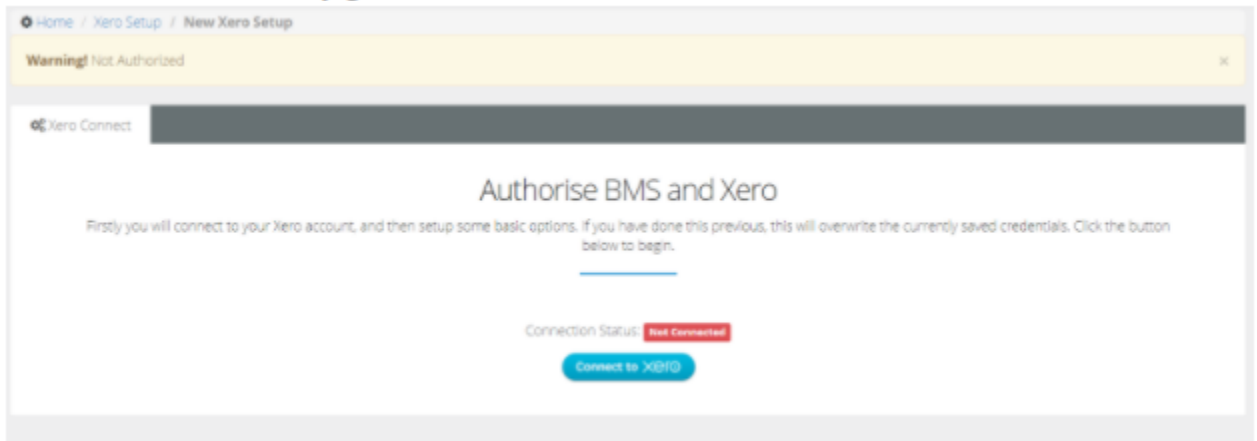 Home / Xero Setup / New Xero Setup
Warning! Not Authorized ×
Xero Connect
Authorise BMS and Xero
Firstly you will connect to your Xero account, and then setup some basic options. If you have done this previous, this will overwrite the currently saved credentials. Click the button
below to begin.
Connection Status: Not Connected
Connect to xero